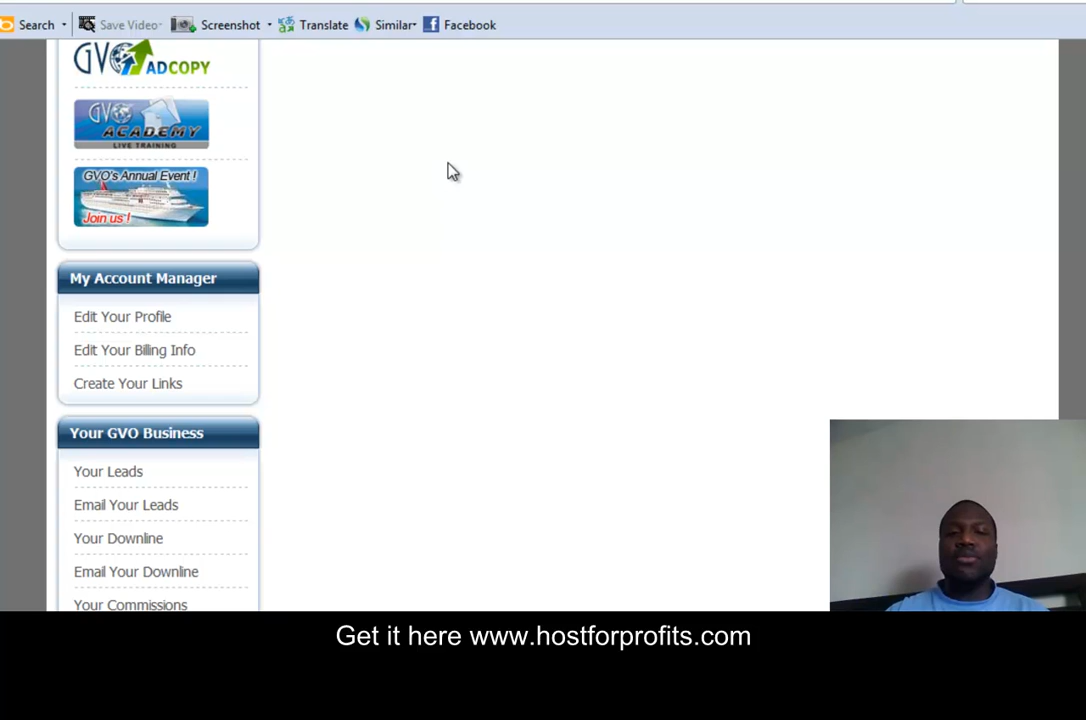 Search
Save Video
Screenshot
Translate
Similar
Facebook
GVO ADCOPY
GVO
ACADEMY
LIVE TRAINING
GVO's Annual Event !
Join us !
My Account Manager
Edit Your Profile
Edit Your Billing Info
Create Your Links
Your GVO Business
Your Leads
Email Your Leads
Your Downline
Email Your Downline
Your Commissions
Get it here www.hostforprofits.com